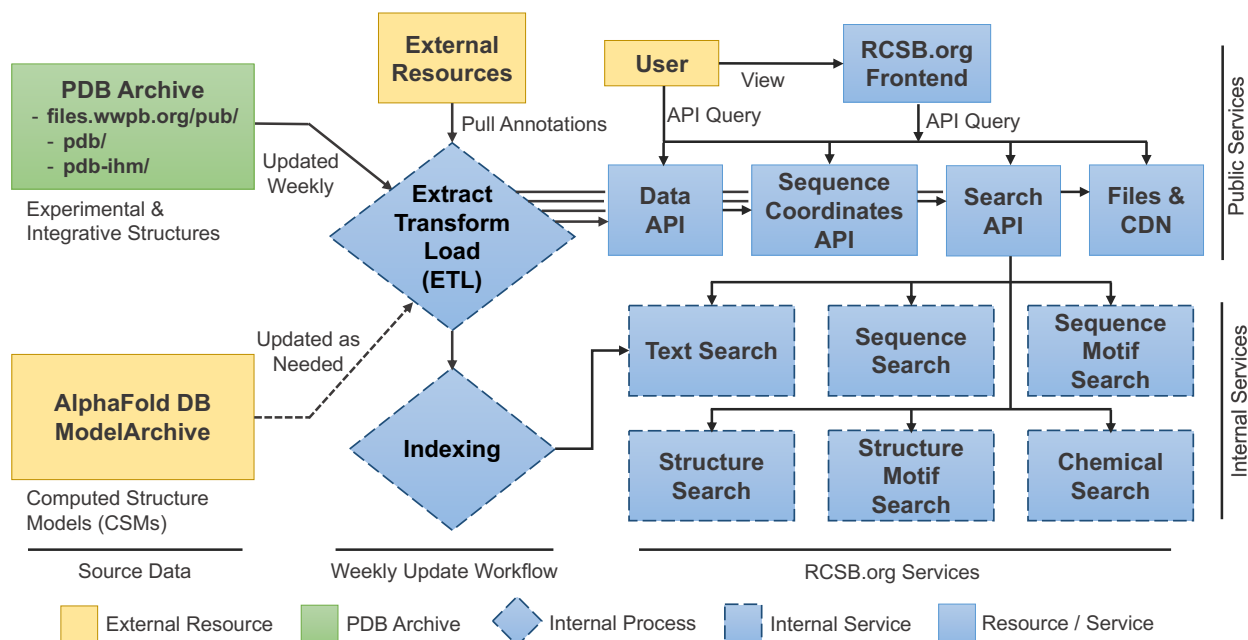 PDB Archive
- files.wwpb.org/pub/
- pdb/
- pdb-ihm/
Experimental &
Integrative Structures
Updated
Weekly
External
Resources
Pull Annotations
Extract
Transform
Load
(ETL)
User
View
RCSB.org
Frontend
API Query
API Query
Data
API
Sequence
Coordinates
API
Search
API
Files &
CDN
Public Services
AlphaFold DB
ModelArchive
Computed Structure
Models (CSMs)
Updated as
Needed
Indexing
Text Search
Sequence
Search
Sequence
Motif
Search
Structure
Search
Structure
Motif
Search
Chemical
Search
Internal Services
Source Data
Weekly Update Workflow
RCSB.org Services
External Resource
PDB Archive
Internal Process
Internal Service
Resource / Service